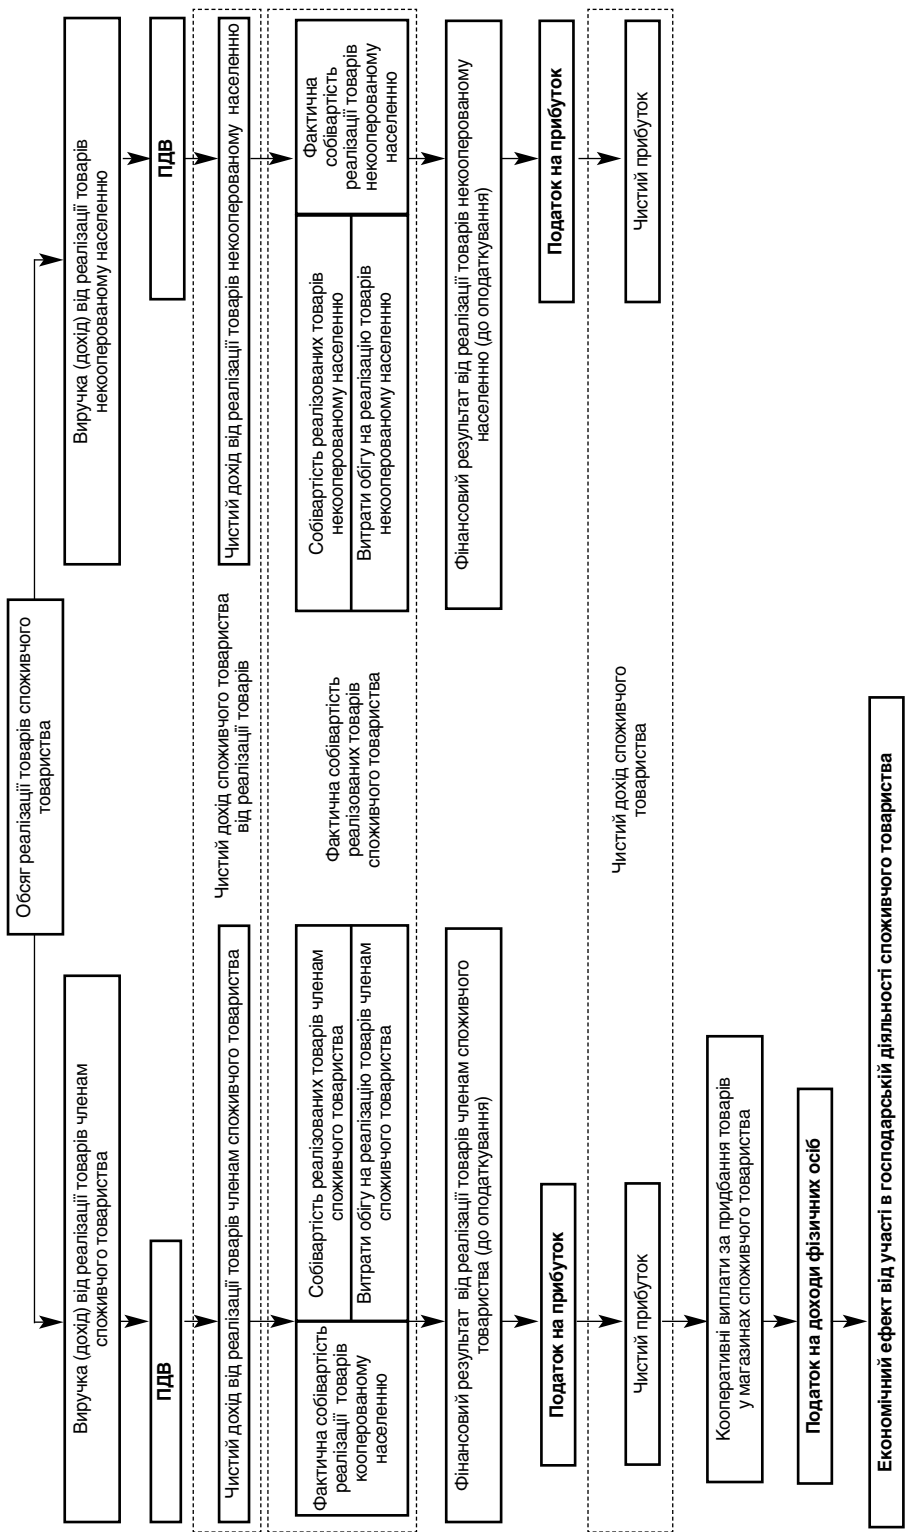 Обсяг реалізації товарів споживчого
товариства
Виручка (дохід) від реалізації товарів членам
споживчого товариства
Виручка (дохід) від реалізації товарів
некооперованому населенню
ПДВ
ПДВ
Чистий дохід від реалізації товарів членам споживчого товариства
Чистий дохід споживчого товариства
від реалізації товарів
Чистий дохід від реалізації товарів некооперованому населенню
Фактична собівартість
реалізації товарів
кооперованому
населенню
Собівартість реалізованих товарів членам
споживчого товариства
Витрати обігу на реалізацію товарів членам
споживчого товариства
Фактична собівартість
реалізованих товарів
споживчого товариства
Собівартість реалізованих товарів
некооперованому населенню
Витрати обігу на реалізацію товарів
некооперованому населенню
Фактична
собівартість
реалізації товарів
некооперованому
населенню
Фінансовий результат від реалізації товарів членам споживчого
товариства (до оподаткування)
Фінансовий результат від реалізації товарів некооперованому
населенню (до оподаткування)
Податок на прибуток
Податок на прибуток
Чистий прибуток
Чистий дохід споживчого
товариства
Чистий прибуток
Кооперативні виплати за придбання товарів
у магазинах споживчого товариства
Податок на доходи фізичних осіб
Економічний ефект від участі в господарській діяльності споживчого товариства